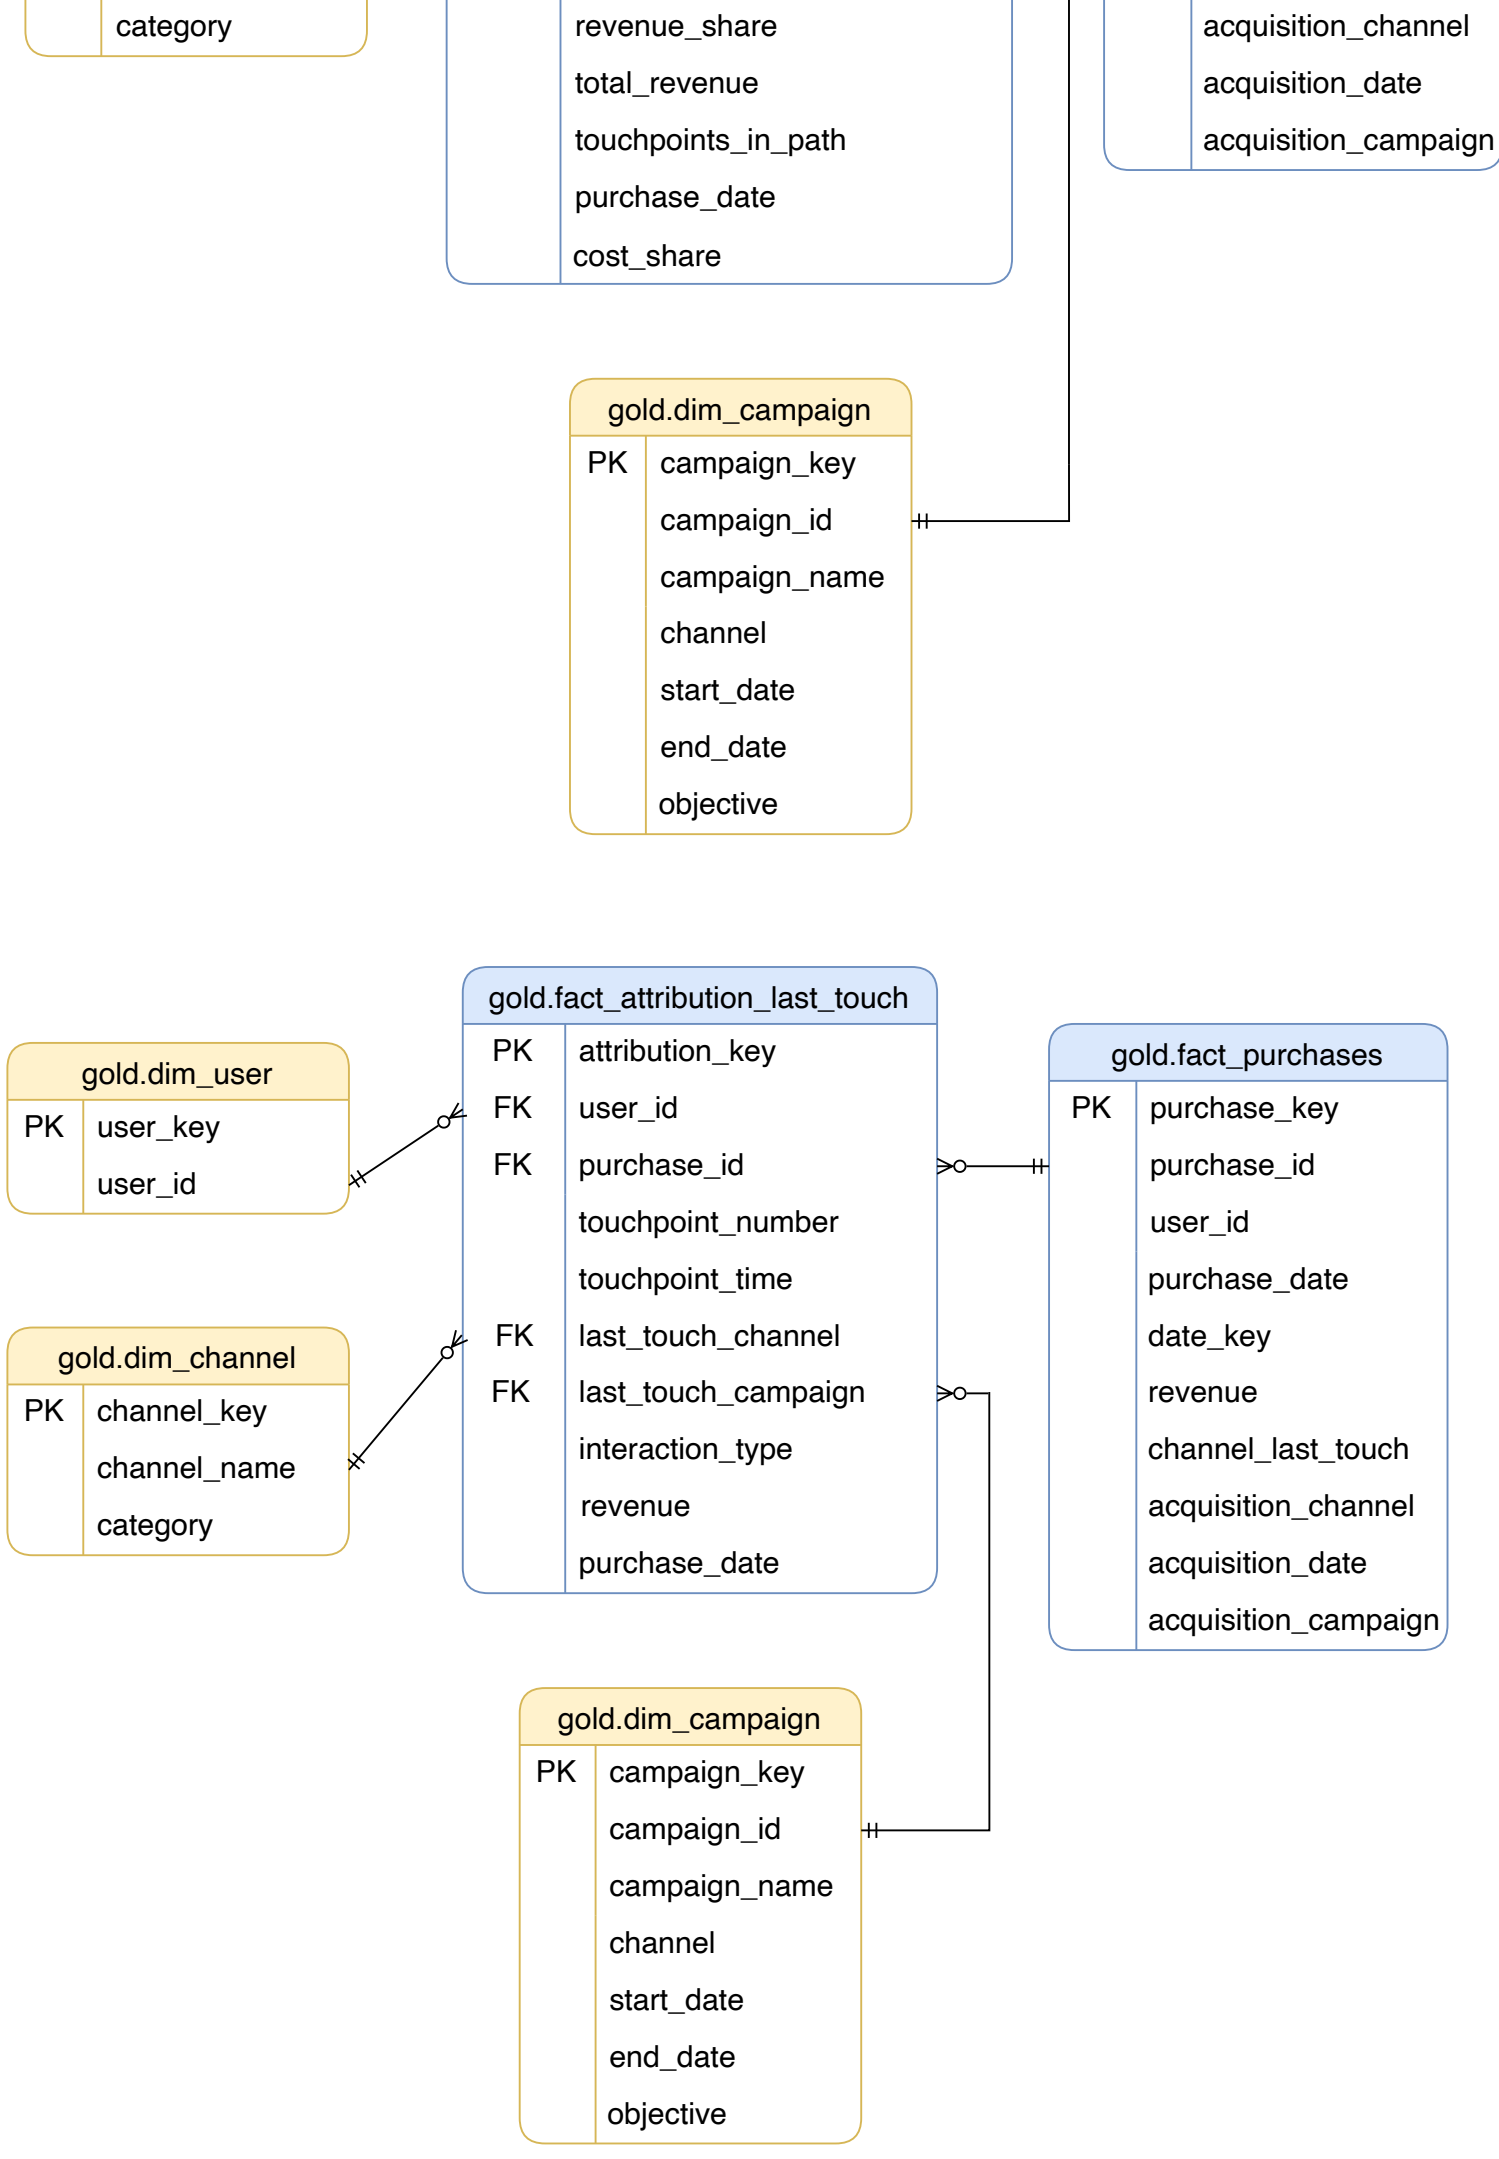 category
revenue_share
total_revenue
touchpoints_in_path
purchase_date
cost_share
acquisition_channel
acquisition_date
acquisition_campaign
gold.dim_campaign
PK campaign_key
campaign_id
campaign_name
channel
start_date
end_date
objective
gold.dim_user
PK user_key
user_id
gold.dim_channel
PK channel_key
channel_name
category
gold.fact_attribution_last_touch
PK attribution_key
FK user_id
FK purchase_id
touchpoint_number
touchpoint_time
FK last_touch_channel
FK last_touch_campaign
interaction_type
revenue
purchase_date
gold.fact_purchases
PK purchase_key
purchase_id
user_id
purchase_date
date_key
revenue
channel_last_touch
acquisition_channel
acquisition_date
acquisition_campaign
gold.dim_campaign
PK campaign_key
campaign_id
campaign_name
channel
start_date
end_date
objective